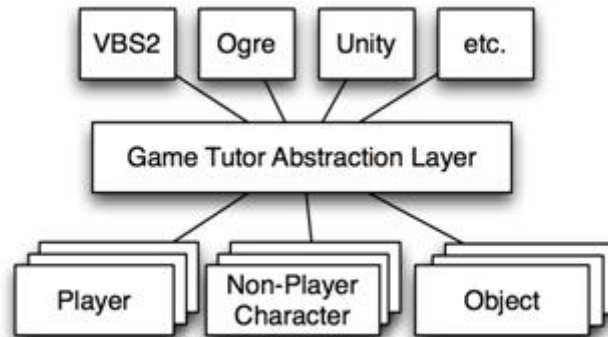 VBS2
Ogre
Unity
etc.
Game Tutor Abstraction Layer
Player
Non-Player
Character
Object